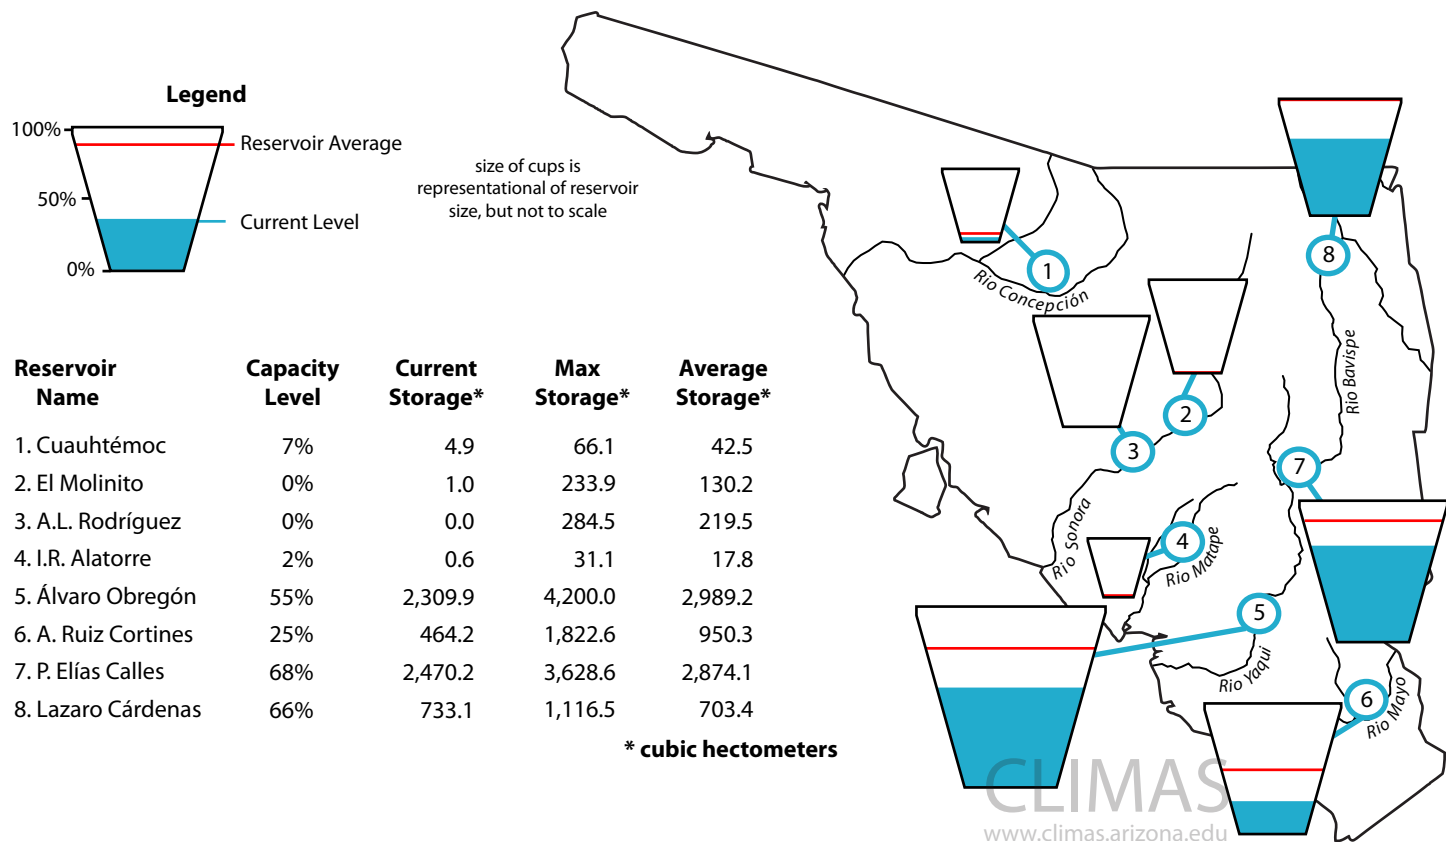 Legend
100%
Reservoir Average
50%
Current Level
0%
size of cups is
representational of reservoir
size, but not to scale
Reservoir Name Capacity Level Current Storage* Max Storage* Average Storage*
1. Cuauhtémoc 7% 4.9 66.1 42.5
2. El Molinito 0% 1.0 233.9 130.2
3. A.L. Rodríguez 0% 0.0 284.5 219.5
4. I.R. Alatorre 2% 0.6 31.1 17.8
5. Álvaro Obregón 55% 2,309.9 4,200.0 2,989.2
6. A. Ruiz Cortines 25% 464.2 1,822.6 950.3
7. P. Elías Calles 68% 2,470.2 3,628.6 2,874.1
8. Lazaro Cárdenas 66% 733.1 1,116.5 703.4
* cubic hectometers
1
Rio Concepción
8
Rio Bavispe
2
3
Rio Sonora
7
4
Rio Matape
5
Rio Yaqui
6
Rio Mayo
CLIMAS
www.climas.arizona.edu